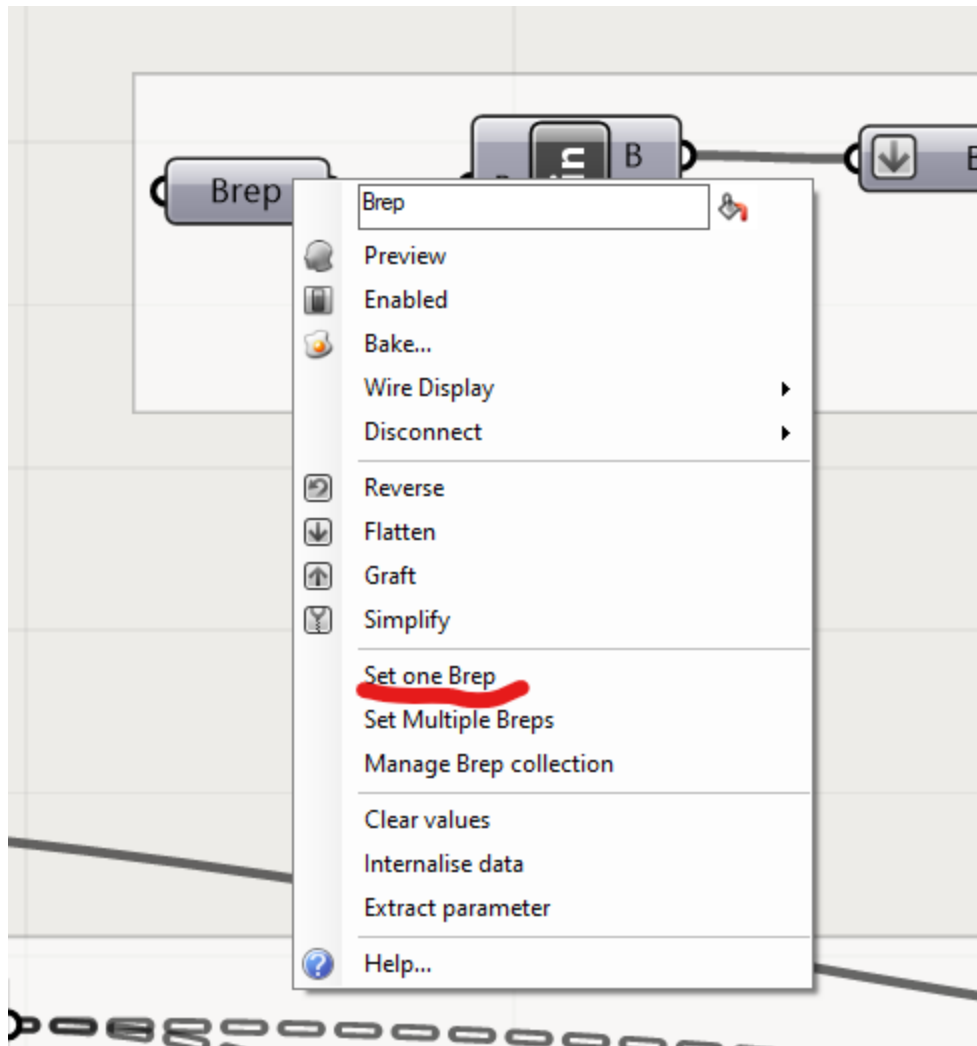 Brep
B
Brep
Preview
Enabled
Bake...
Wire Display
Disconnect
Reverse
Flatten
Graft
Simplify
Set one Brep
Set Multiple Breps
Manage Brep collection
Clear values
Internalise data
Extract parameter
Help...